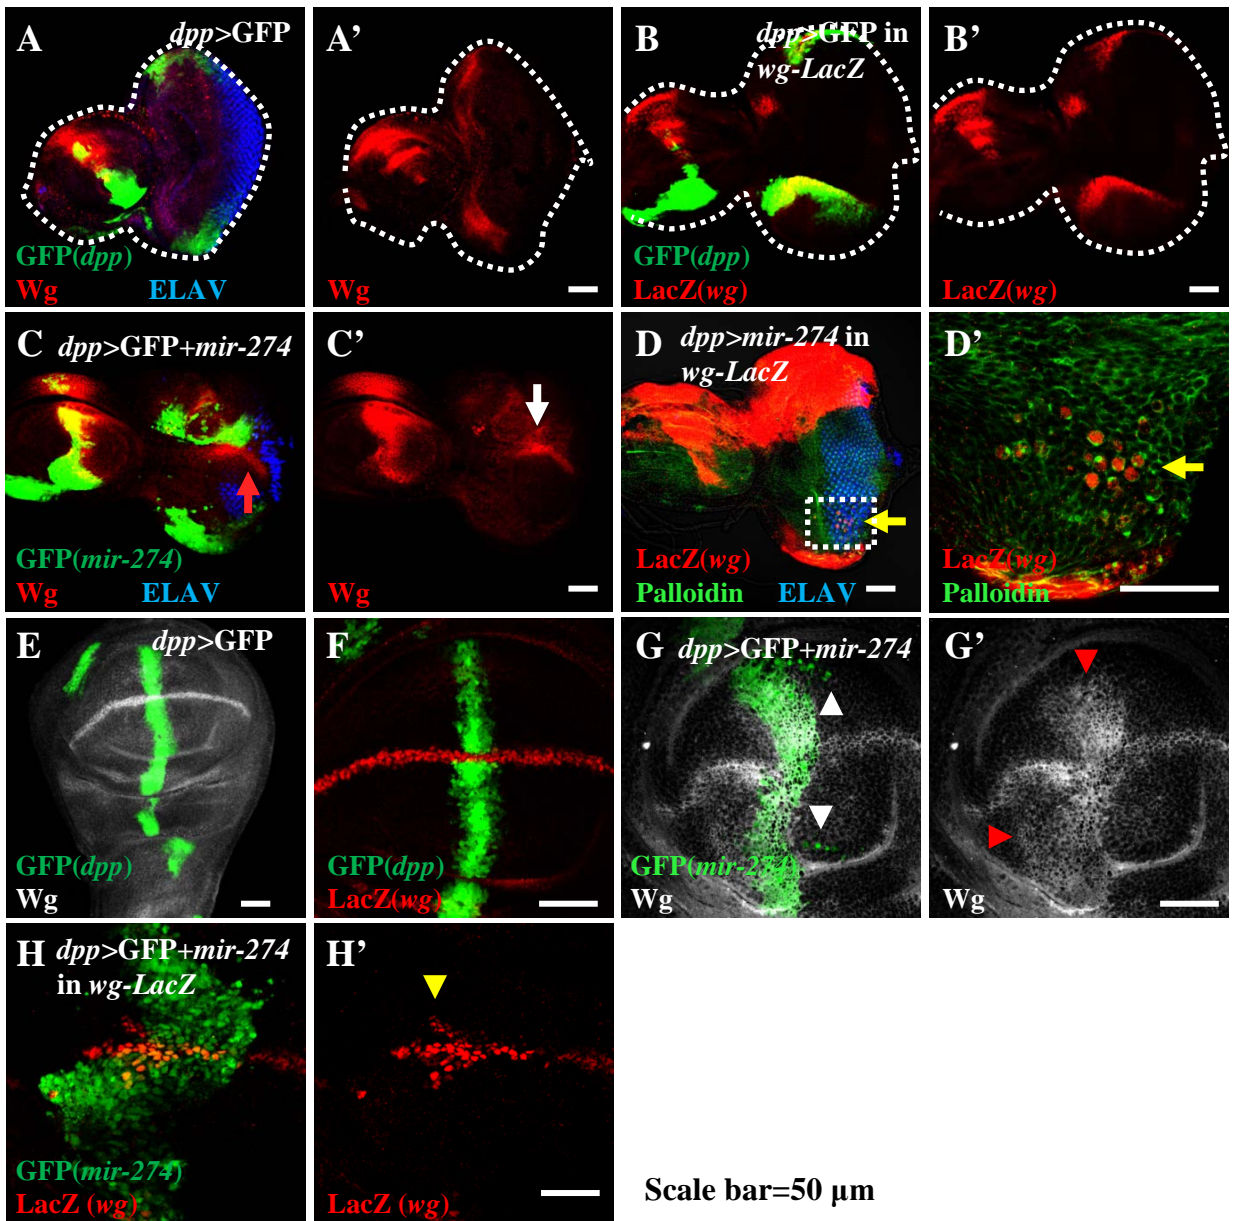 A dpp>GFP
GFP(dpp)
Wg ELAV
A’
Wg
B dpp>GFP in
wg-LacZ
GFP(dpp)
LacZ(wg)
B’
LacZ(wg)
C dpp>GFP+mir-274
GFP(mir-274)
Wg ELAV
C’
Wg
D dpp>mir-274 in
wg-LacZ
LacZ(wg)
Palloidin ELAV
D’
LacZ(wg)
Palloidin
E dpp>GFP
GFP(dpp)
Wg
F
GFP(dpp)
LacZ(wg)
G dpp>GFP+mir-274
GFP(mir-274)
Wg
G’
Wg
H dpp>GFP+mir-274
in wg-LacZ
GFP(mir-274)
LacZ (wg)
H’
LacZ (wg)
Scale bar=50 μm